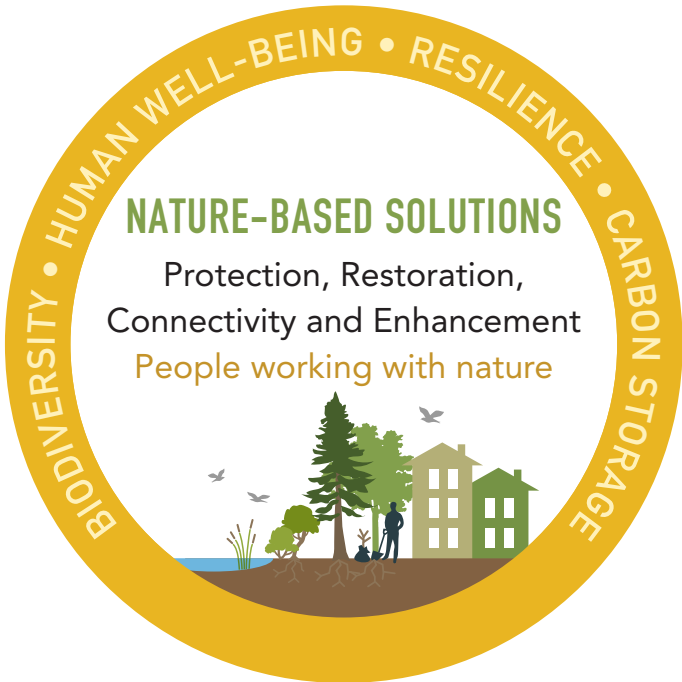 BIODIVERSITY • HUMAN WELL-BEING • RESILIENCE • CARBON STORAGE
NATURE-BASED SOLUTIONS
Protection, Restoration,
Connectivity and Enhancement
People working with nature